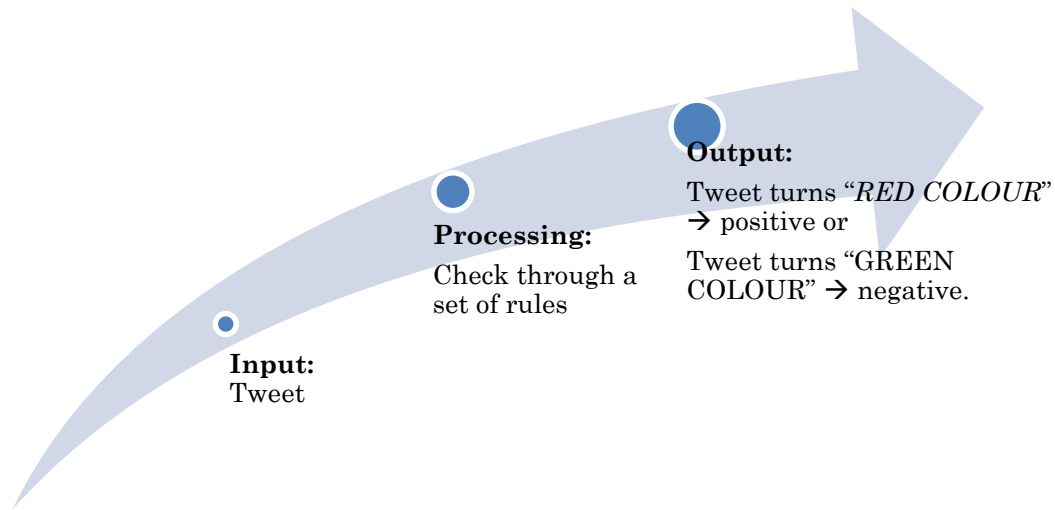 Input:
Tweet
Processing:
Check through a
set of rules
Output:
Tweet turns “RED COLOUR”
→ positive or
Tweet turns “GREEN
COLOUR” → negative.